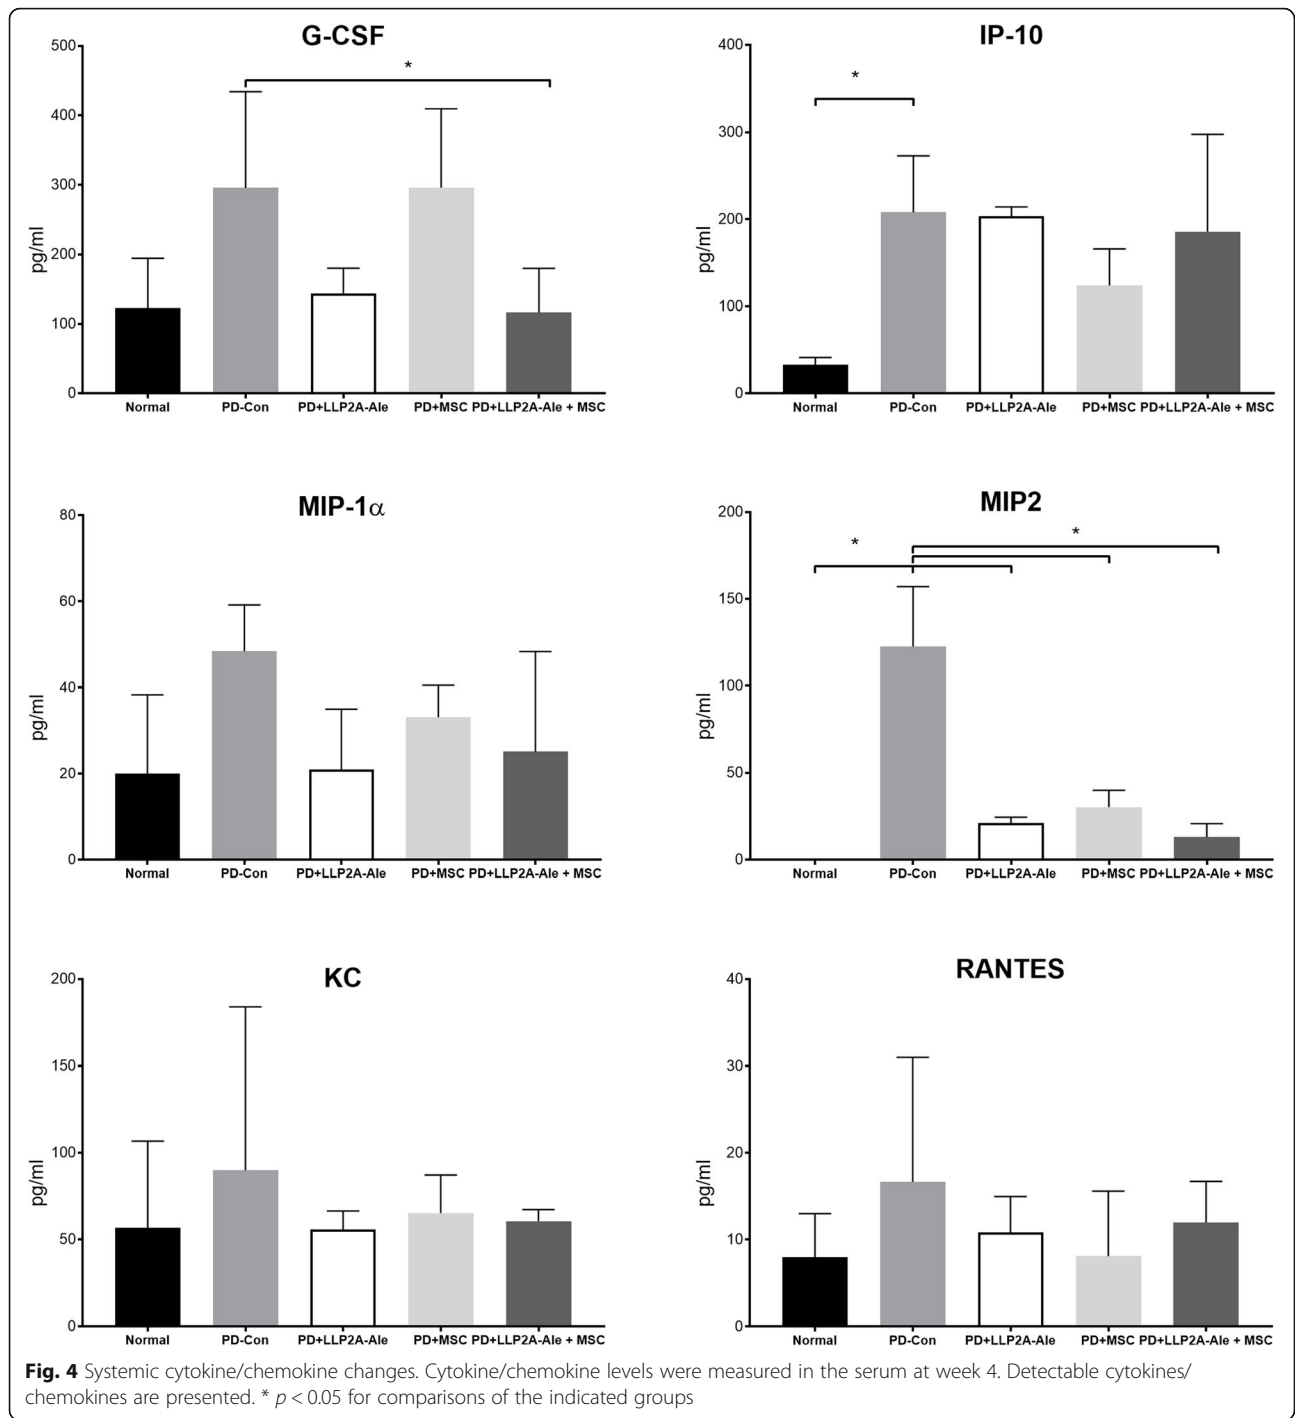 G-CSF
500
400
300
200
100
0
pg/ml
*
Normal PD-Con PD+LLP2A-Ale PD+MSC PD+LLP2A-Ale + MSC
IP-10
400
300
200
100
0
pg/ml
*
Normal PD-Con PD+LLP2A-Ale PD+MSC PD+LLP2A-Ale + MSC
MIP-1α
80
60
40
20
0
pg/ml
Normal PD-Con PD+LLP2A-Ale PD+MSC PD+LLP2A-Ale + MSC
MIP2
200
150
100
50
0
pg/ml
* *
Normal PD-Con PD+LLP2A-Ale PD+MSC PD+LLP2A-Ale + MSC
KC
200
150
100
50
0
pg/ml
Normal PD-Con PD+LLP2A-Ale PD+MSC PD+LLP2A-Ale + MSC
RANTES
40
30
20
10
0
pg/ml
Normal PD-Con PD+LLP2A-Ale PD+MSC PD+LLP2A-Ale + MSC
Fig. 4 Systemic cytokine/chemokine changes. Cytokine/chemokine levels were measured in the serum at week 4. Detectable cytokines/
chemokines are presented. * p < 0.05 for comparisons of the indicated groups